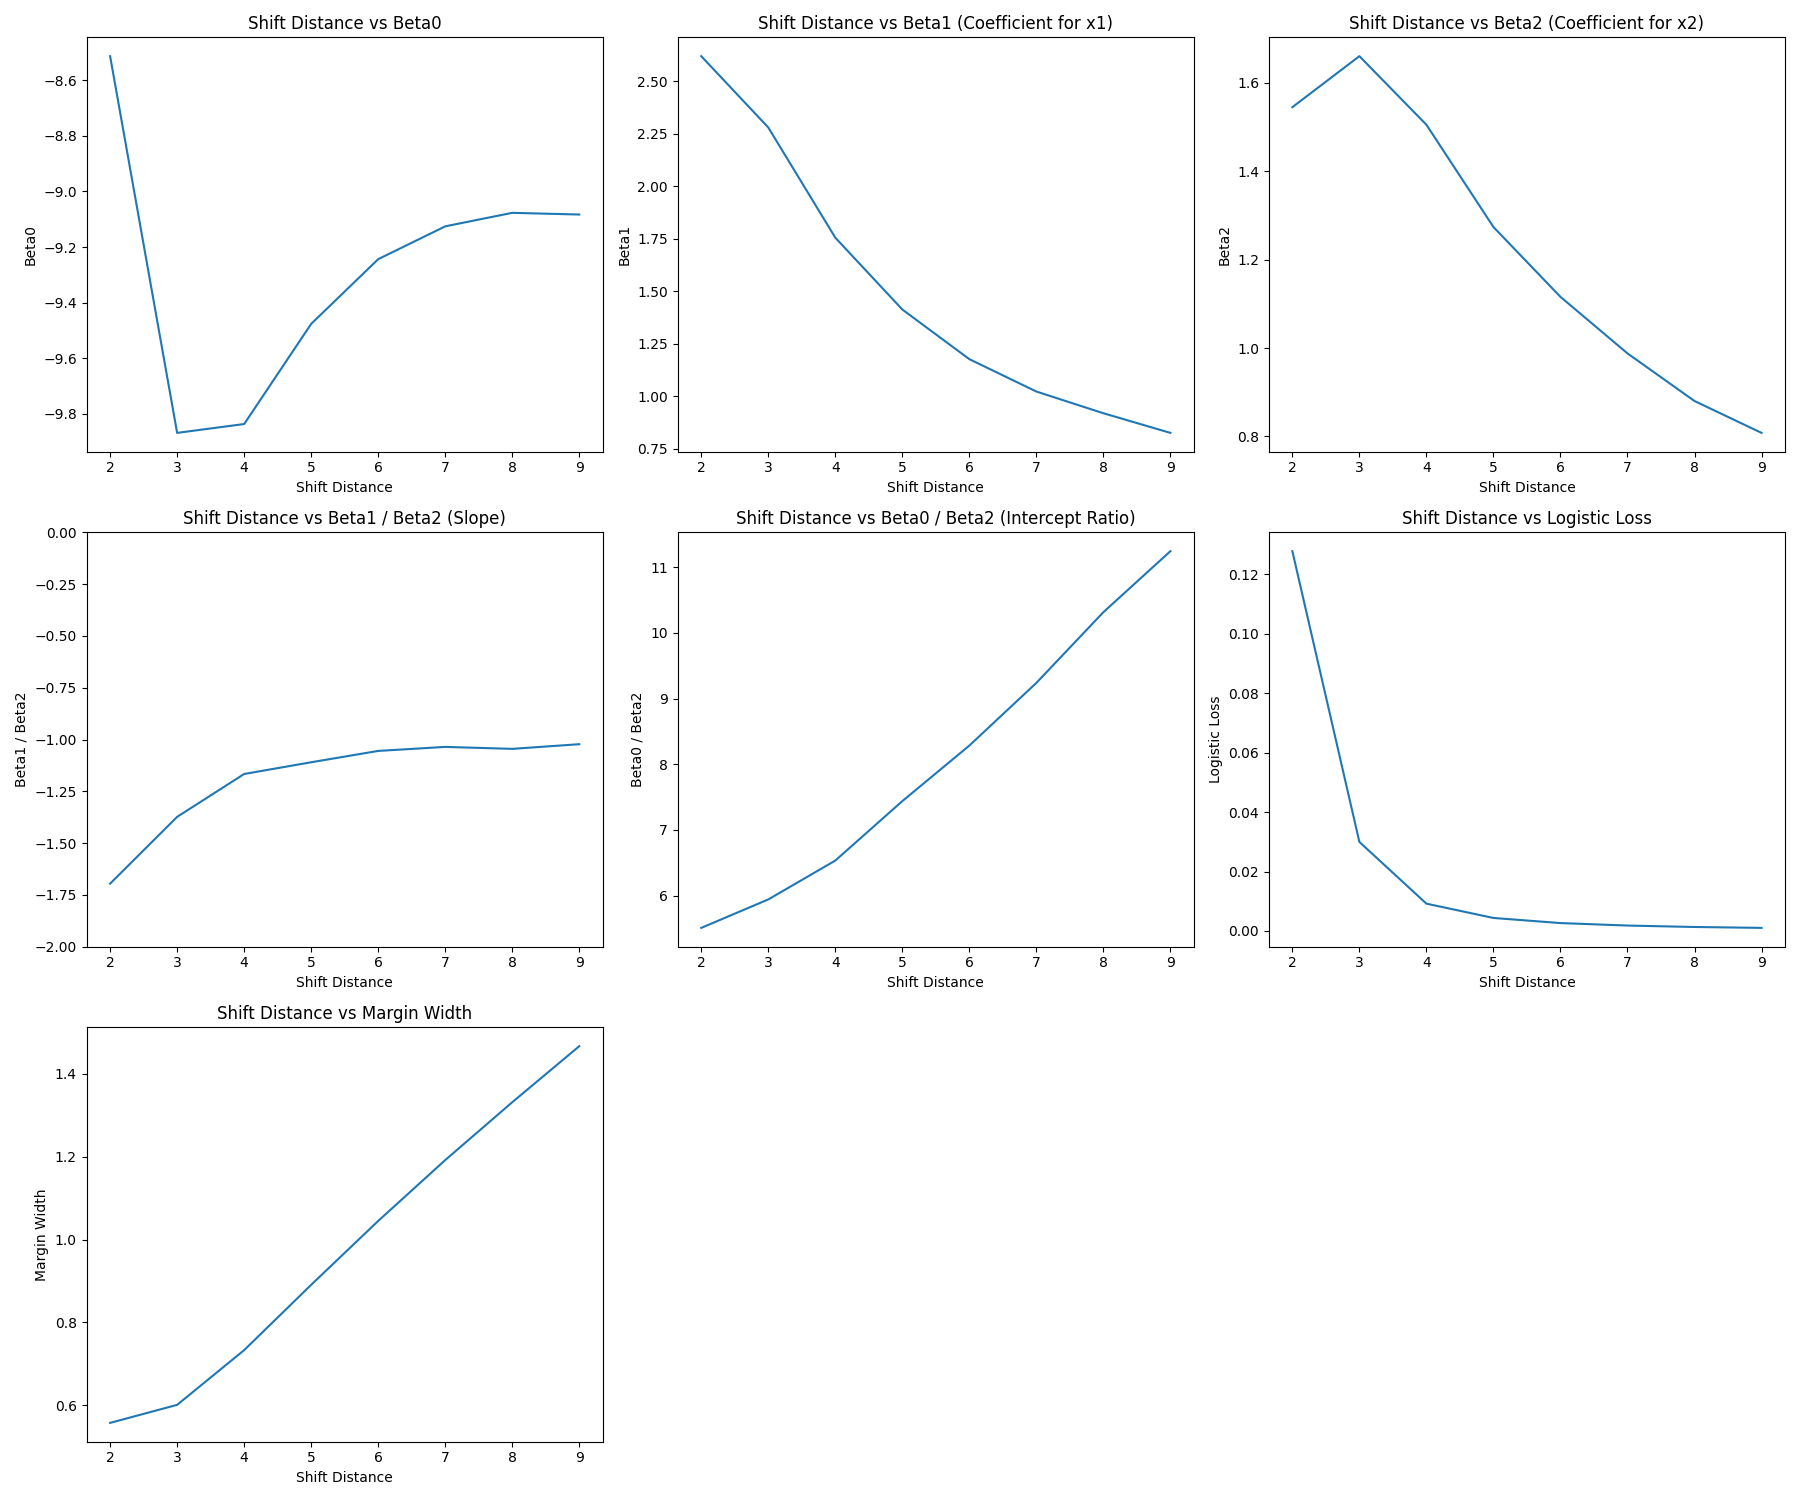 Shift Distance vs Beta0
Beta0
−8.6
−8.8
−9.0
−9.2
−9.4
−9.6
−9.8
2 3 4 5 6 7 8 9
Shift Distance
Shift Distance vs Beta1 (Coefficient for x1)
Beta1
2.50
2.25
2.00
1.75
1.50
1.25
1.00
0.75
2 3 4 5 6 7 8 9
Shift Distance
Shift Distance vs Beta2 (Coefficient for x2)
Beta2
1.6
1.4
1.2
1.0
0.8
2 3 4 5 6 7 8 9
Shift Distance
Shift Distance vs Beta1 / Beta2 (Slope)
Beta1 / Beta2
0.00
−0.25
−0.50
−0.75
−1.00
−1.25
−1.50
−1.75
−2.00
2 3 4 5 6 7 8 9
Shift Distance
Shift Distance vs Beta0 / Beta2 (Intercept Ratio)
Beta0 / Beta2
11
10
9
8
7
6
2 3 4 5 6 7 8 9
Shift Distance
Shift Distance vs Logistic Loss
Logistic Loss
0.12
0.10
0.08
0.06
0.04
0.02
0.00
2 3 4 5 6 7 8 9
Shift Distance
Shift Distance vs Margin Width
Margin Width
1.4
1.2
1.0
0.8
0.6
2 3 4 5 6 7 8 9
Shift Distance